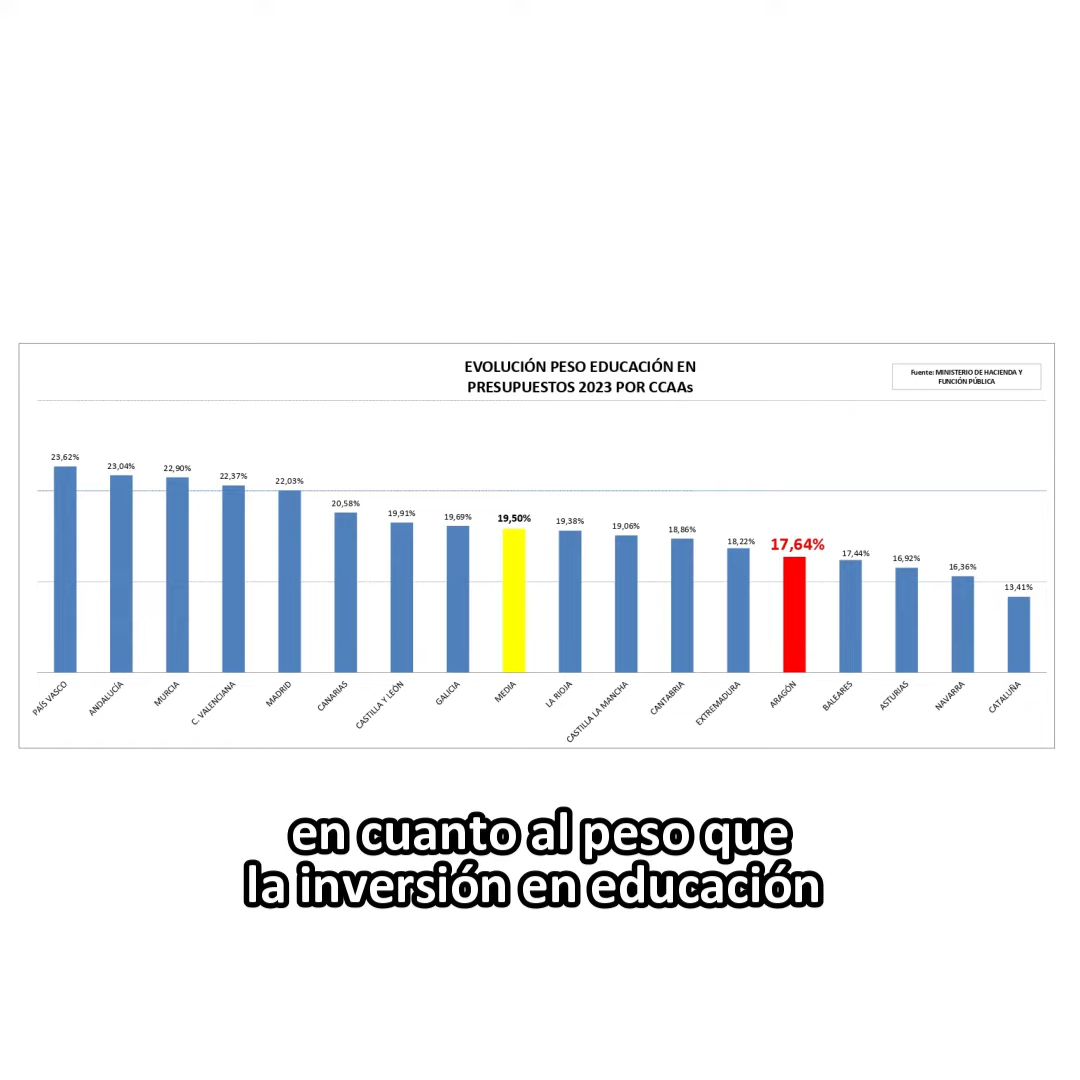 EVOLUCIÓN PESO EDUCACIÓN EN
PRESUPUESTOS 2023 POR CCAAs
Fuente: MINISTERIO DE HACIENDA Y
FUNCIÓN PÚBLICA
23,62%
23,04%
22,90%
22,37%
22,03%
20,58%
19,91%
19,69%
19,50%
19,38%
19,06%
18,86%
18,22%
17,64%
17,44%
16,92%
16,36%
13,41%
PAÍS VASCO
ANDALUCÍA
MURCIA
C. VALENCIANA
MADRID
CANARIAS
CASTILLA Y LEÓN
GALICIA
MEDIA
LA RIOJA
CASTILLA LA MANCHA
CANTABRIA
EXTREMADURA
ARAGÓN
BALEARES
ASTURIAS
NAVARRA
CATALUÑA
en cuanto al peso que
la inversión en educación